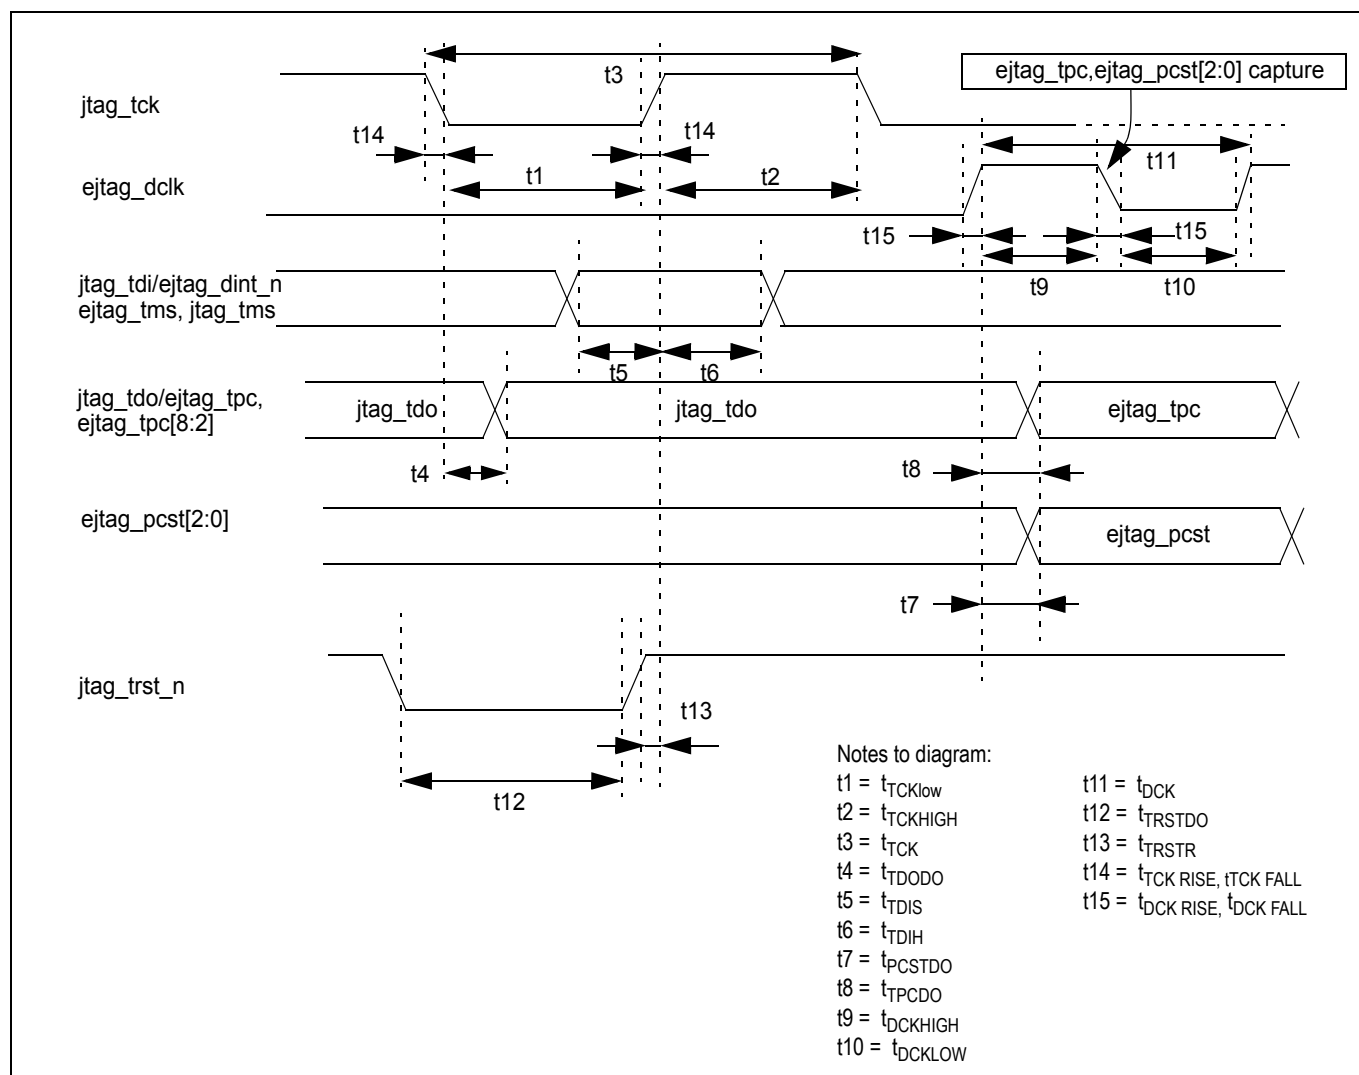 ejtag_tpc,ejtag_pcst[2:0] capture
t3
jtag_tck
t14
t14
t11
t1
t2
ejtag_dclk
t15
t15
t9
t10
jtag_tdi/ejtag_dint_n
ejtag_tms, jtag_tms
t5
t6
jtag_tdo/ejtag_tpc,
ejtag_tpc[8:2]
jtag_tdo
jtag_tdo
ejtag_tpc
t4
t8
ejtag_pcst[2:0]
ejtag_pcst
t7
jtag_trst_n
t13
t12
Notes to diagram:
t1 = tTCKlow
t2 = tTCKHIGH
t3 = tTCK
t4 = tTDODO
t5 = tTDIS
t6 = tTDIH
t7 = tPCSTDO
t8 = tTPCDO
t9 = tDCKHIGH
t10 = tDCKLOW
t11 = tDCK
t12 = tTRSTDO
t13 = tTRSTR
t14 = tTCK RISE, tTCK FALL
t15 = tDCK RISE, tDCK FALL